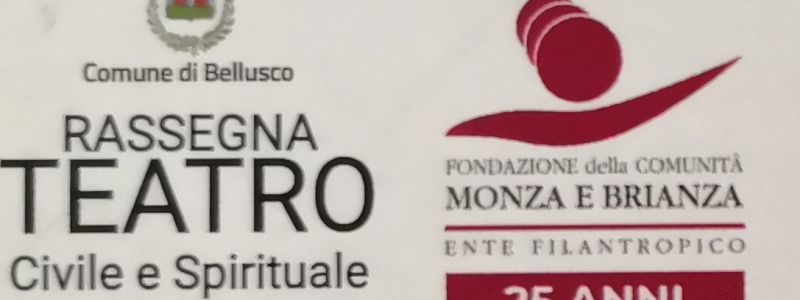 Comune di Bellusco
RASSEGNA
TEATRO
Civile e Spirituale
FONDAZIONE della COMUNITÀ
MONZA E BRIANZA
ENTE FILANTROPICO
25 ANNI